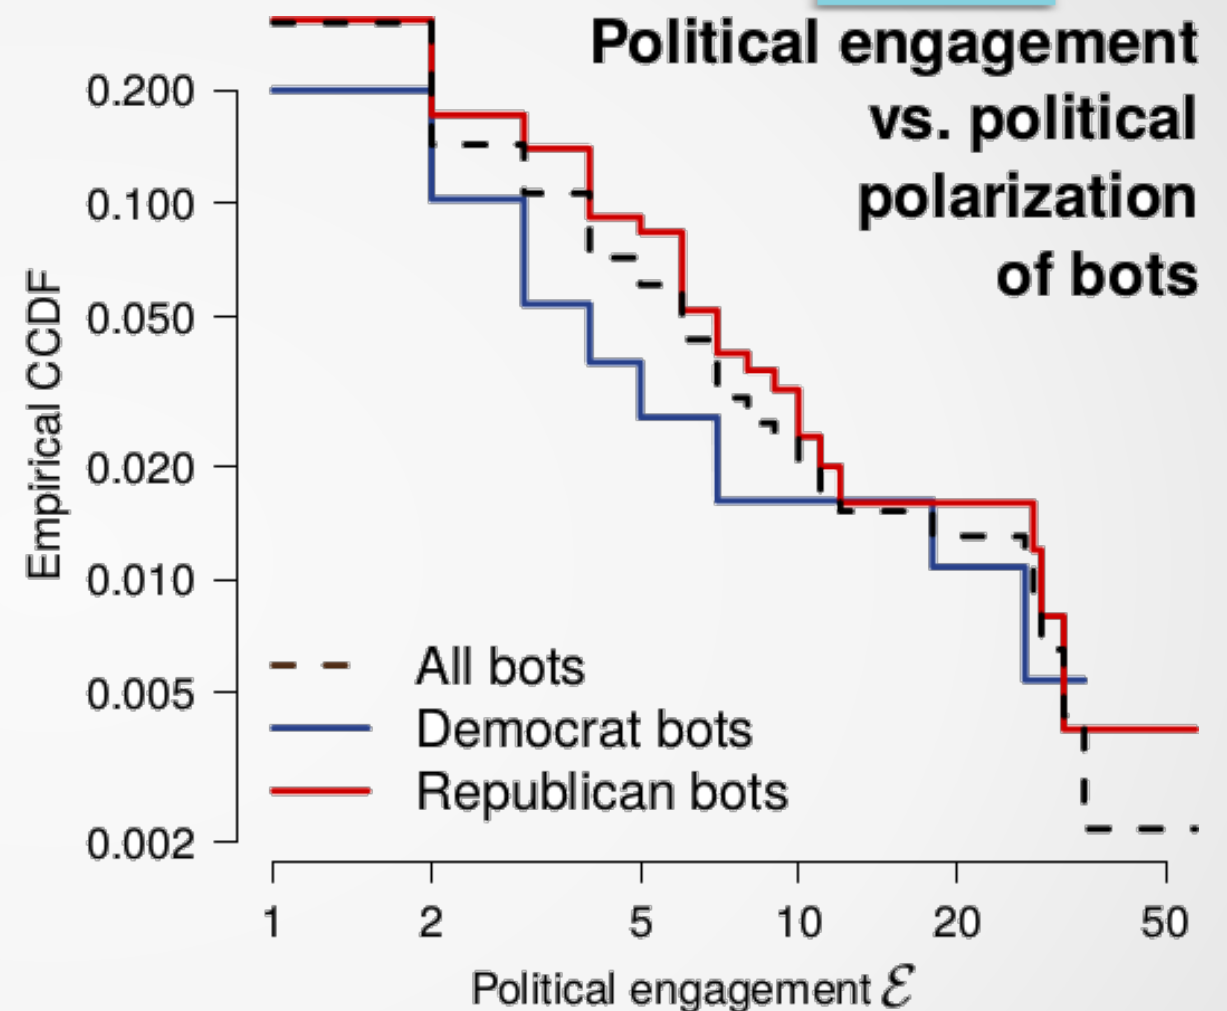 Political engagement
vs. political
polarization
of bots
Empirical CCDF
0.200
0.100
0.050
0.020
0.010
0.005
0.002
All bots
Democrat bots
Republican bots
1 2 5 10 20 50
Political engagement ℰ